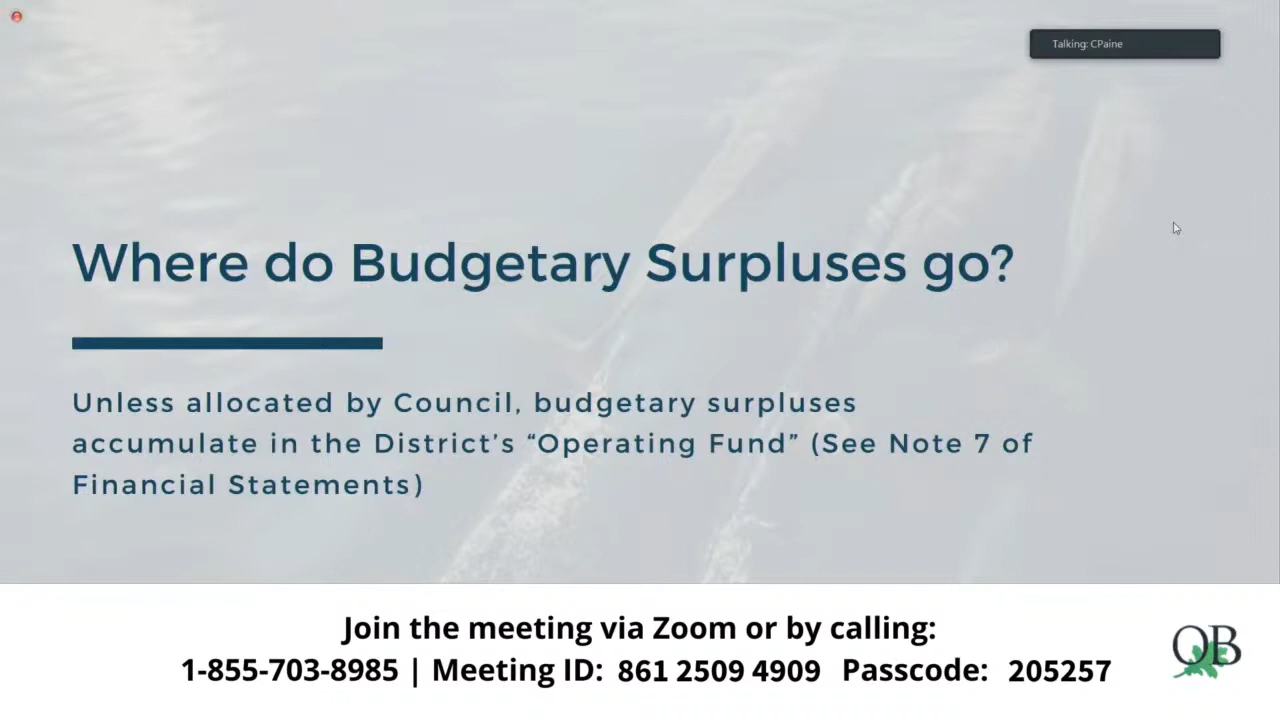 Talking: CPaine
Where do Budgetary Surpluses go?
Unless allocated by Council, budgetary surpluses
accumulate in the District’s “Operating Fund” (See Note 7 of
Financial Statements)
Join the meeting via Zoom or by calling:
1-855-703-8985 | Meeting ID: 861 2509 4909 Passcode: 205257
QB